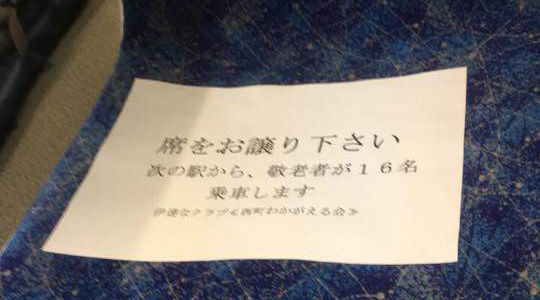 席をお譲り下さい
次の駅から、敬老者が１６名
乗車します
伊達なクラブ≪西町わかがえる会≫